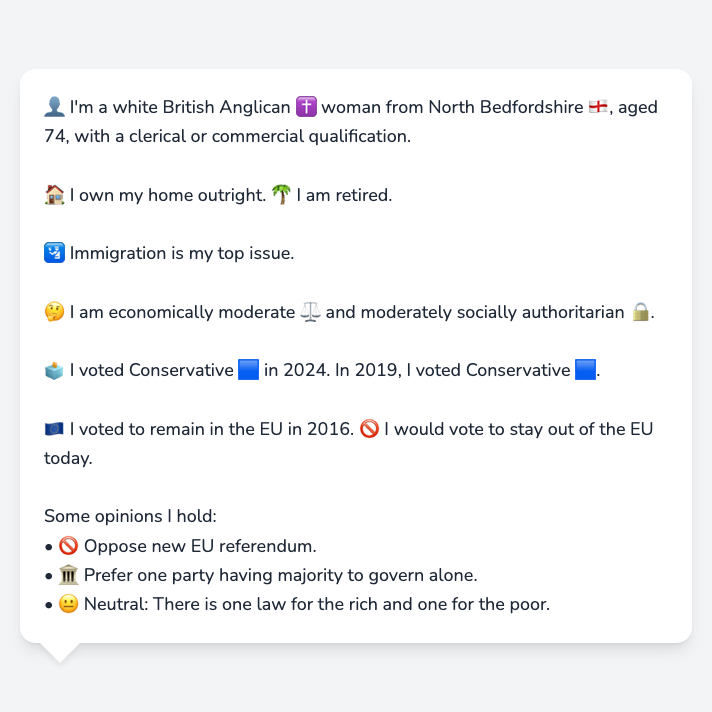 👤 I'm a white British Anglican ✝️ woman from North Bedfordshire 🏴󠁧󠁢󠁥󠁮󠁧󠁿, aged
74, with a clerical or commercial qualification.
🏠 I own my home outright. 🌴 I am retired.
🛂 Immigration is my top issue.
🤔 I am economically moderate ⚖️ and moderately socially authoritarian 🔒.
🗳️ I voted Conservative 🟦 in 2024. In 2019, I voted Conservative 🟦.
🇪🇺 I voted to remain in the EU in 2016. 🚫 I would vote to stay out of the EU
today.
Some opinions I hold:
• 🚫 Oppose new EU referendum.
• 🏛️ Prefer one party having majority to govern alone.
• 😐 Neutral: There is one law for the rich and one for the poor.